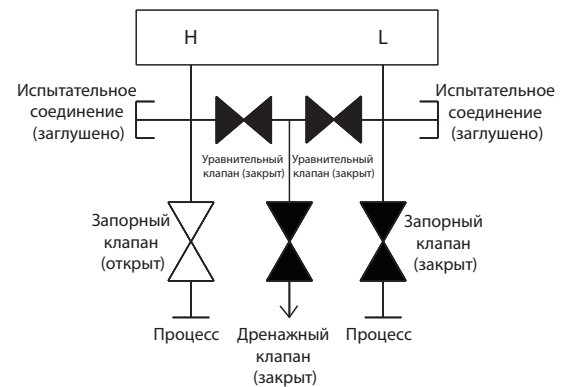 H L
Испытательное
соединение
(заглушено)
Испытательное
соединение
(заглушено)
Уравнительный
клапан (закрыт)
Уравнительный
клапан (закрыт)
Запорный
клапан
(открыт)
Запорный
клапан
(закрыт)
Процесс
Дренажный
клапан
(закрыт)
Процесс